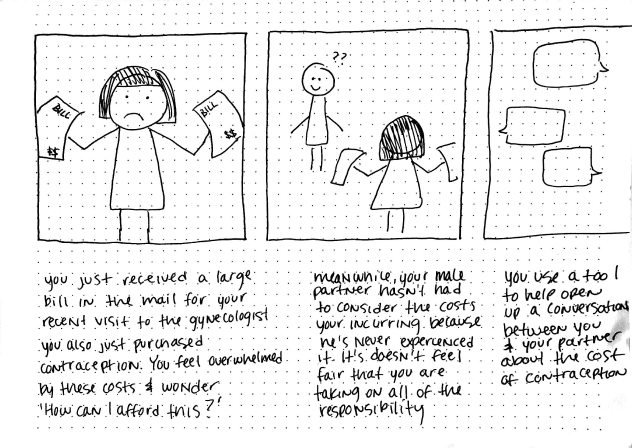 BILL
$$
BILL
$$
??
you just received a large
bill in the mail for your
recent visit to the gynecologist
you also just purchased
contraception. You feel overwhelmed
by these costs & wonder
'How can I afford this?'
meanwhile, your male
partner hasn't had
to consider the costs
your incurring because
he's never experienced
it. It's doesn't feel
fair that you are
taking on all of the
responsibility
you use a tool
to help open
up a conversation
between you
& your partner
about the cost
of contraception